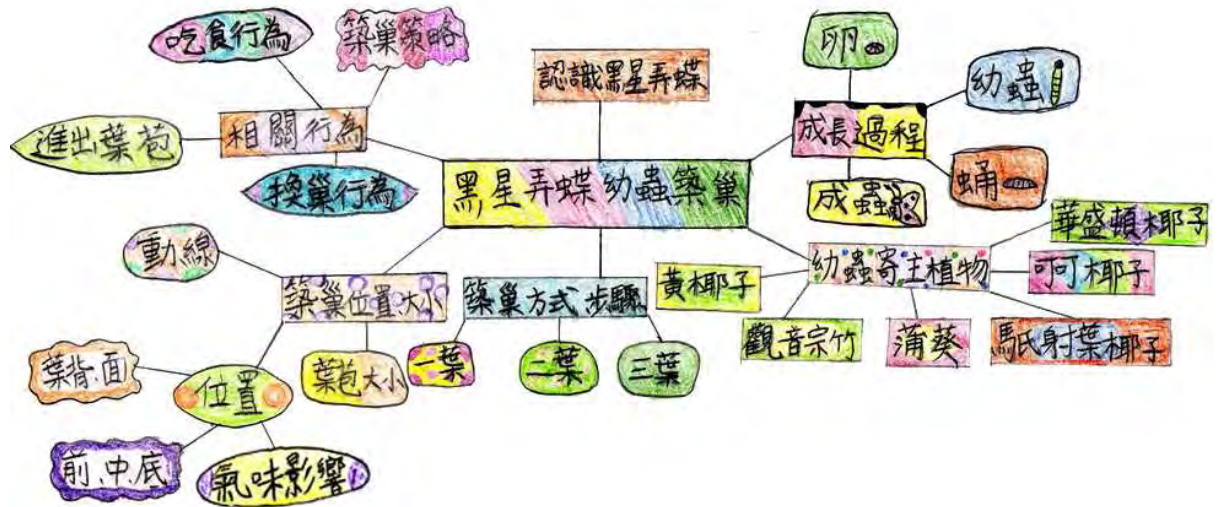 吃食行為
築巢策略
進出葉苞
相關行為
換巢行為
認識黑星弄蝶
卵
幼蟲
成長過程
蛹
成蟲
黑星弄蝶幼蟲築巢
華盛頓椰子
動線
黃椰子
幼蟲寄主植物
可可椰子
築巢位置、大小
築巢方式、步驟
觀音宗竹
蒲葵
馬氏射葉椰子
葉背、面
位置
葉苞大小
一葉
二葉
三葉
前、中、底
氣味影響